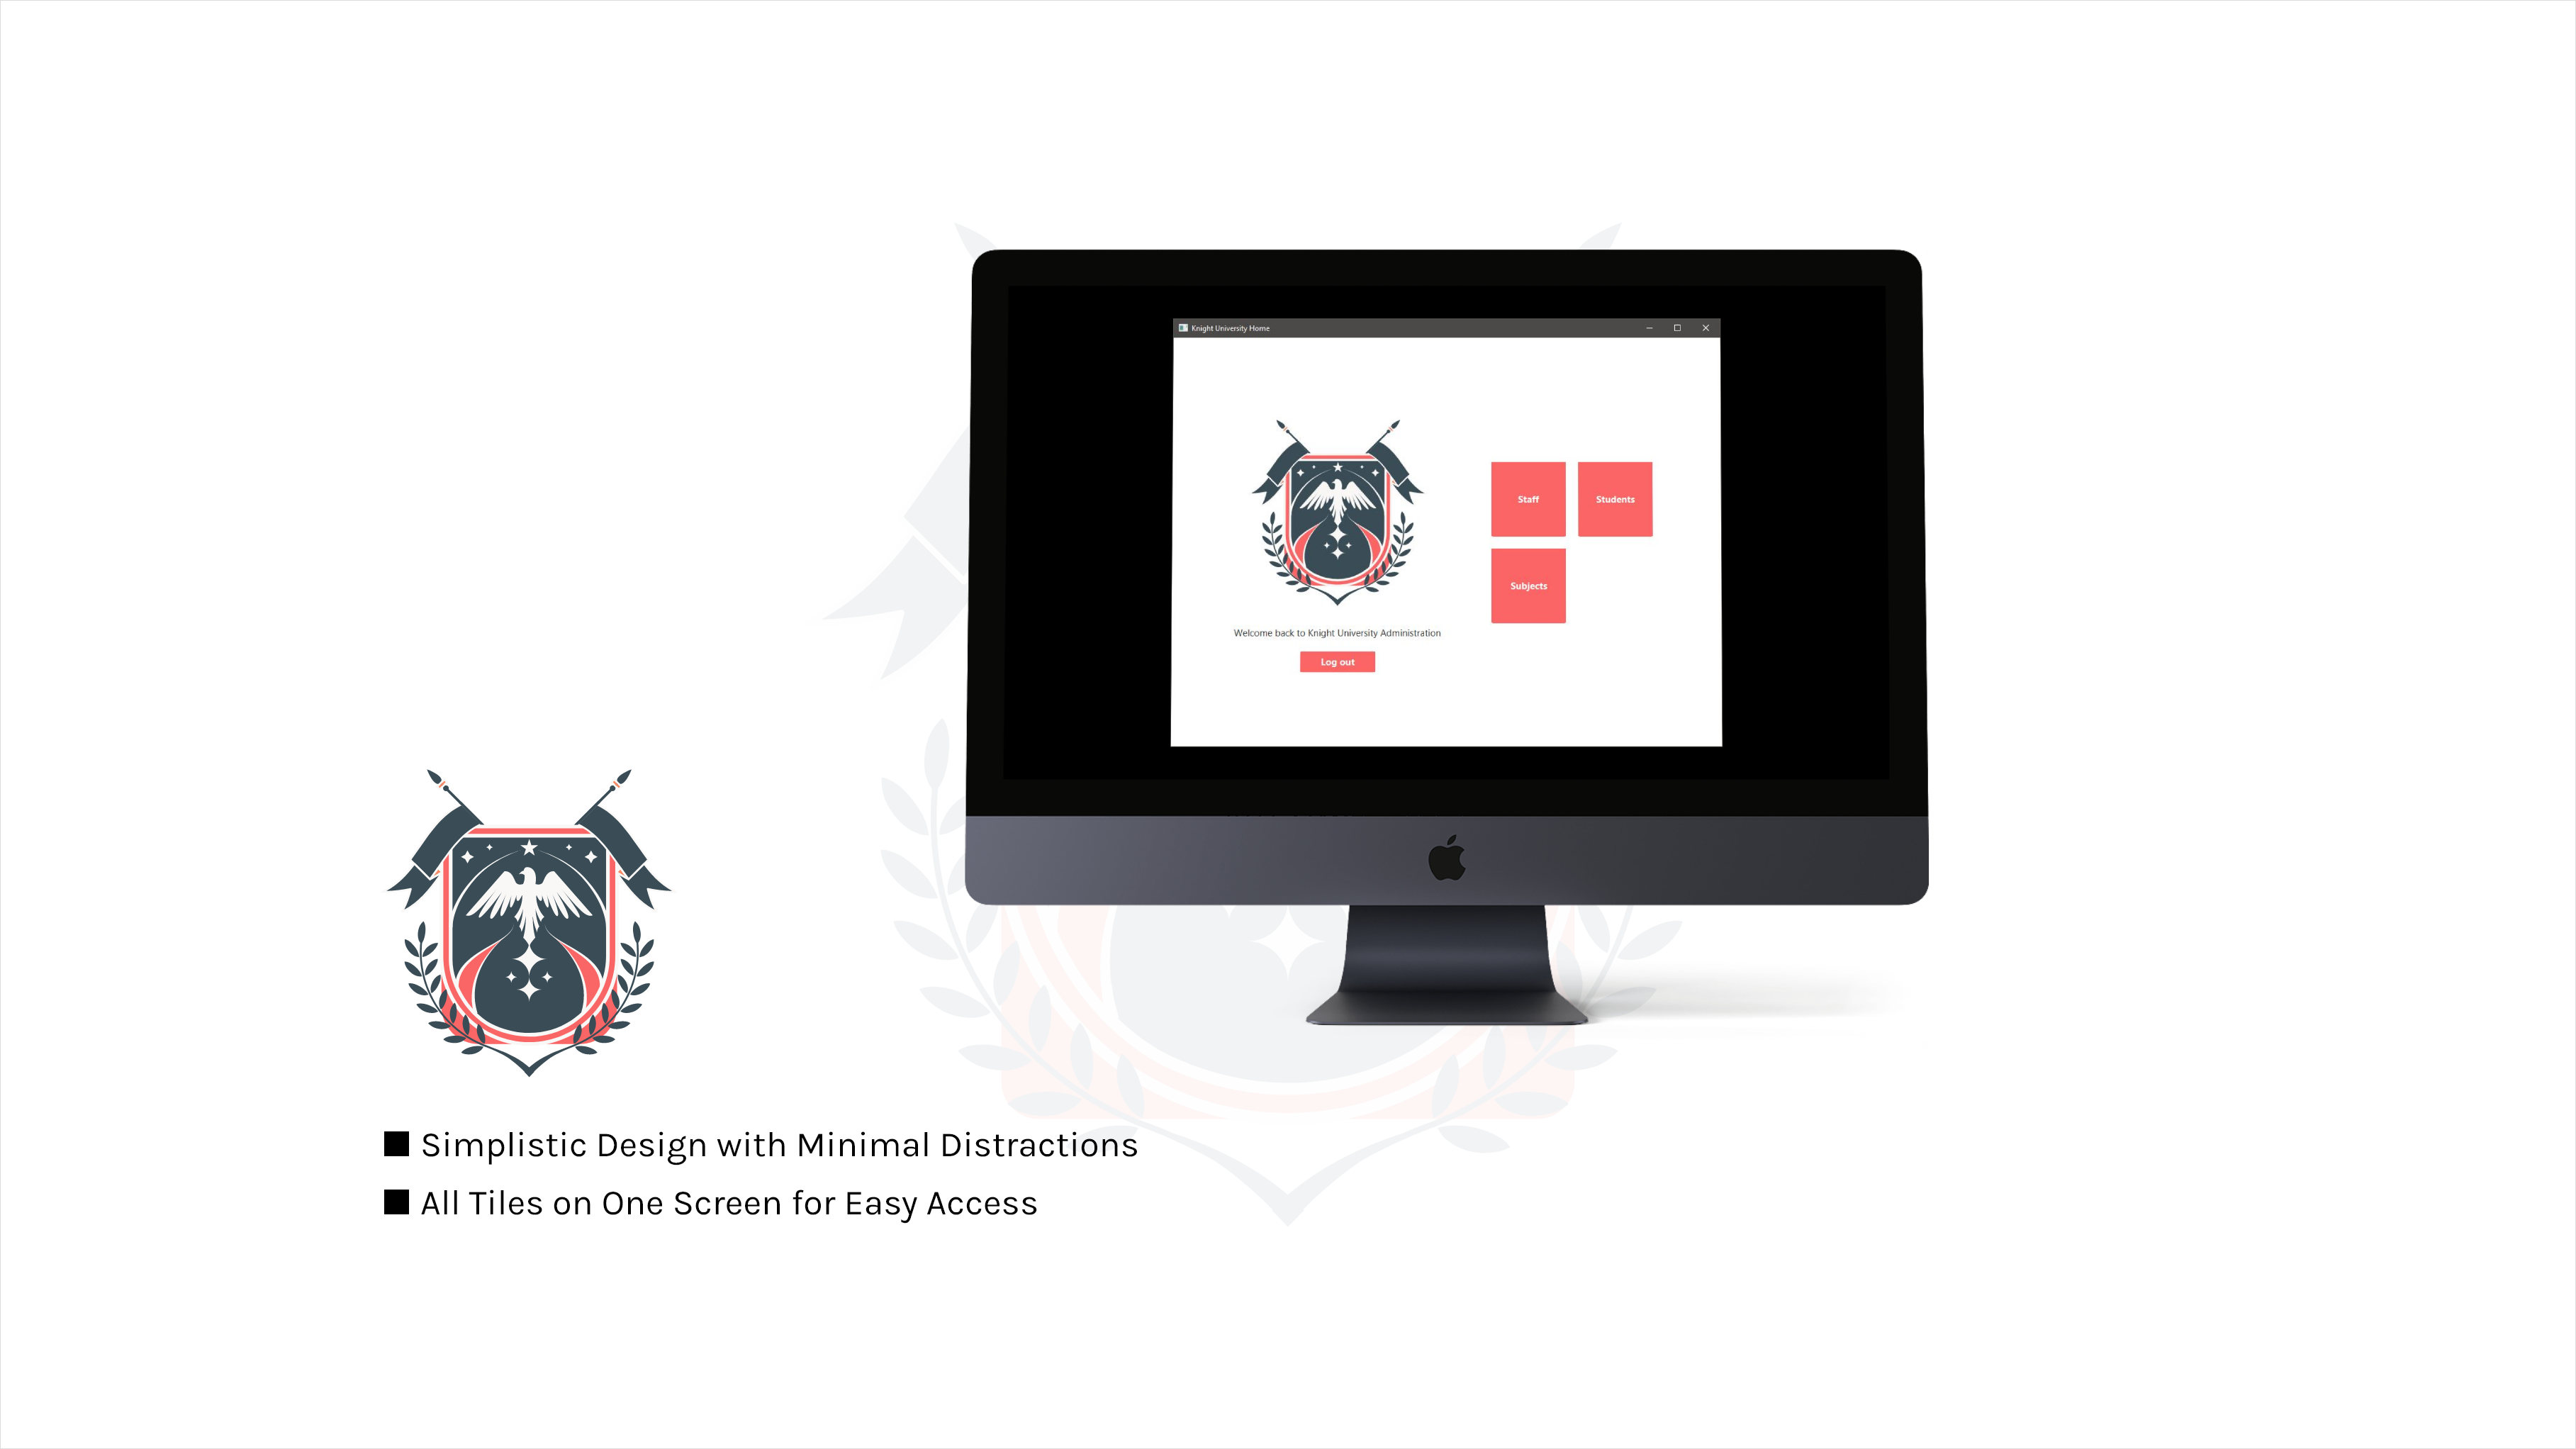 Knight University Home
Staff
Students
Subjects
Welcome back to Knight University Administration
Log out
Simplistic Design with Minimal Distractions
All Tiles on One Screen for Easy Access